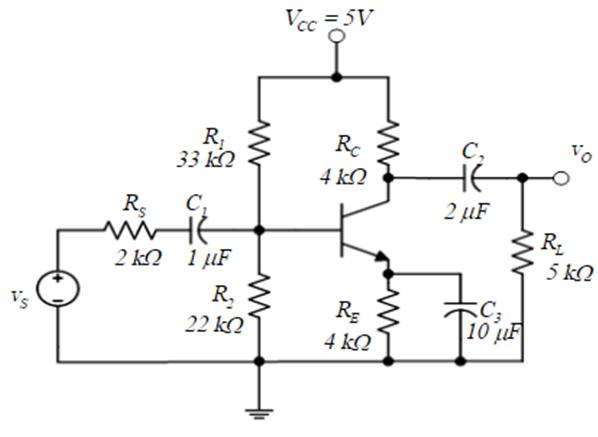 V_CC = 5V
R_1
33 kΩ
R_C
4 kΩ
C_2
2 μF
v_O
R_S
2 kΩ
C_1
1 μF
R_L
5 kΩ
v_S
R_2
22 kΩ
R_E
4 kΩ
C_3
10 μF
+
−